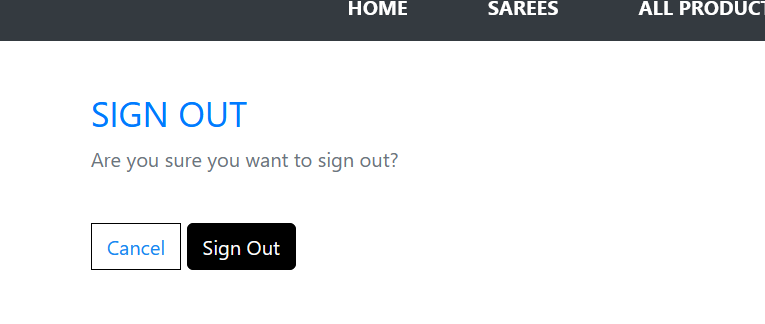 HOME SAREES ALL PRODUCT
SIGN OUT
Are you sure you want to sign out?
Cancel Sign Out